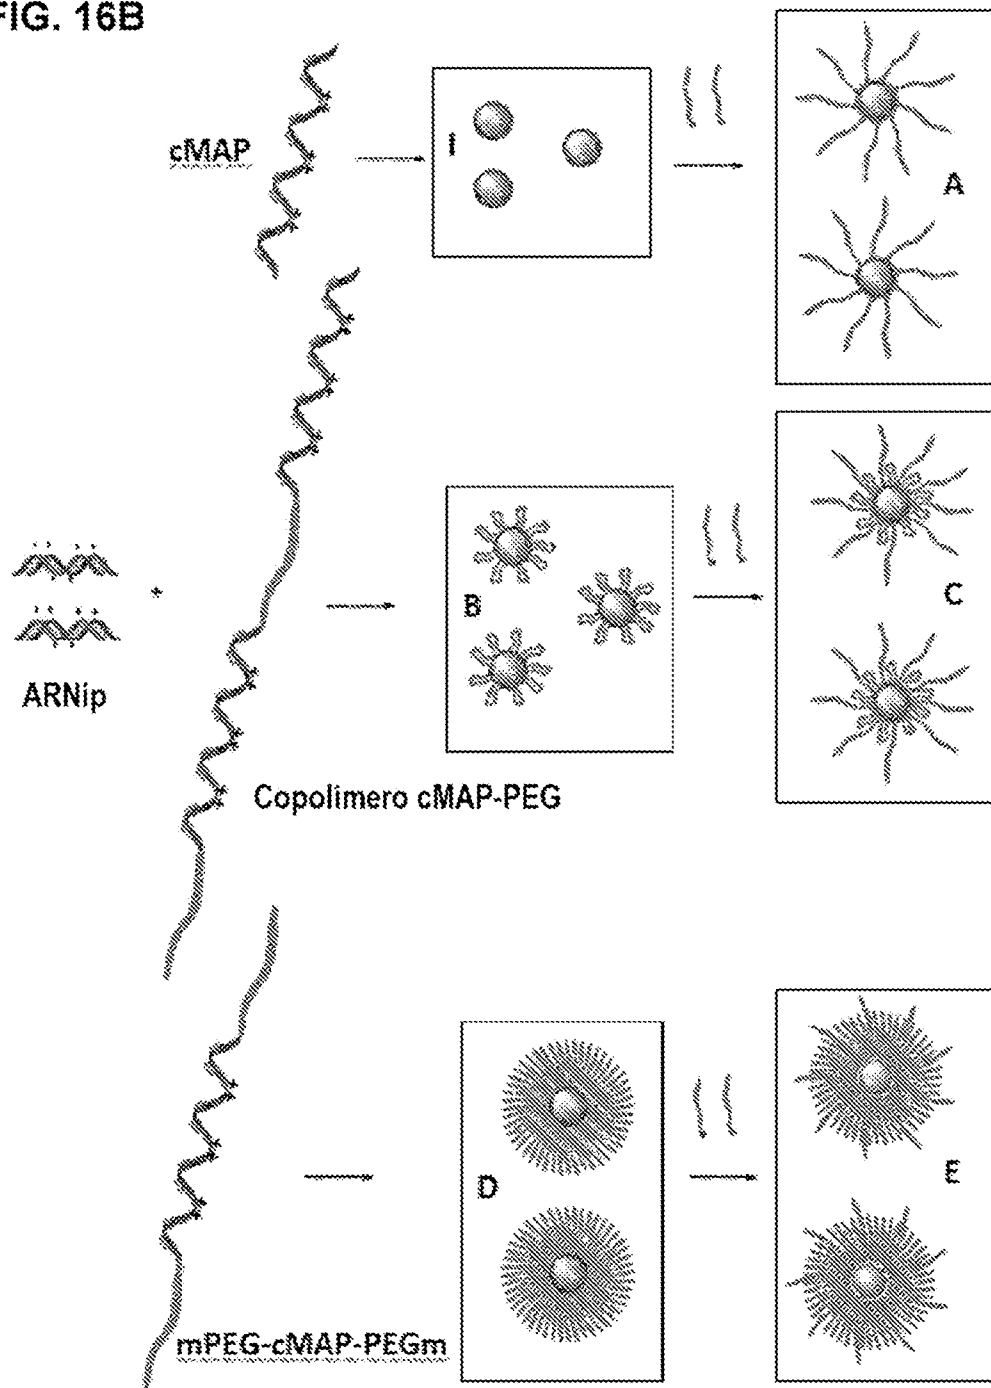 FIG. 16B
cMAP
I
A
B
C
+
ARNip
Copolimero cMAP-PEG
D
E
mPEG-cMAP-PEGm